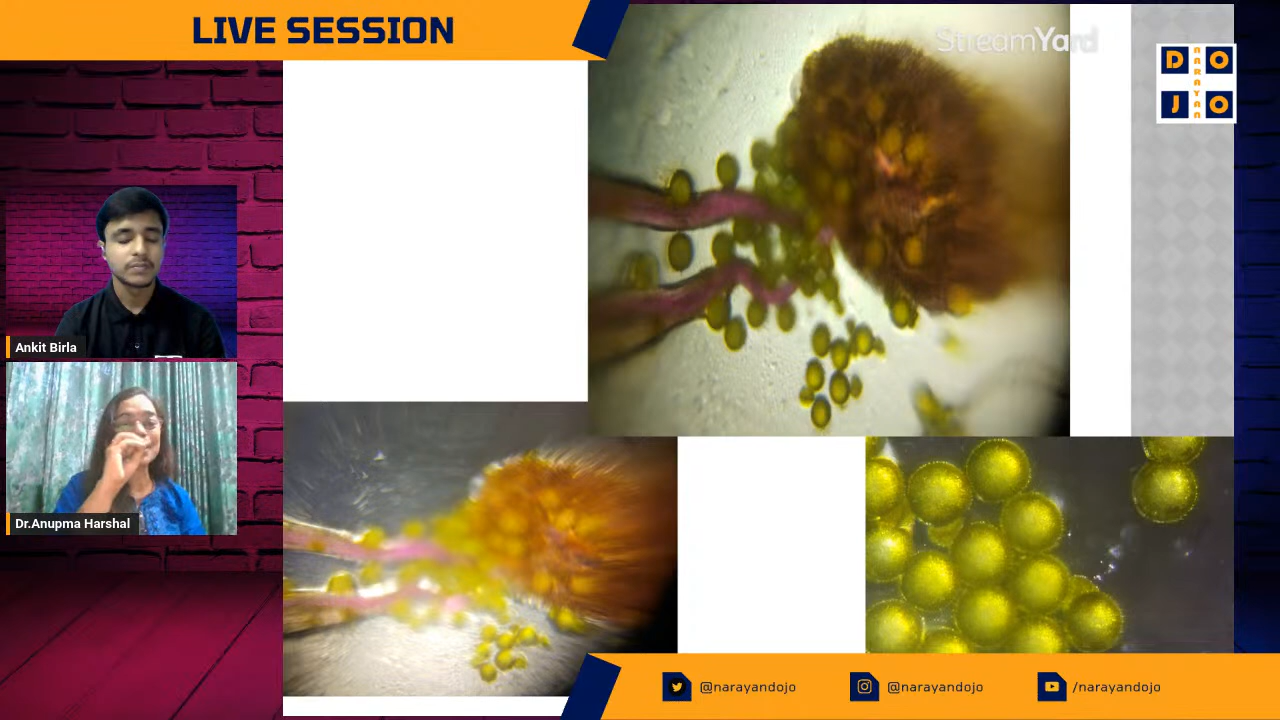 LIVE SESSION
StreamYard
D O
NARAYAN
J O
Ankit Birla
Dr.Anupma Harshal
@narayandojo
@narayandojo
/narayandojo